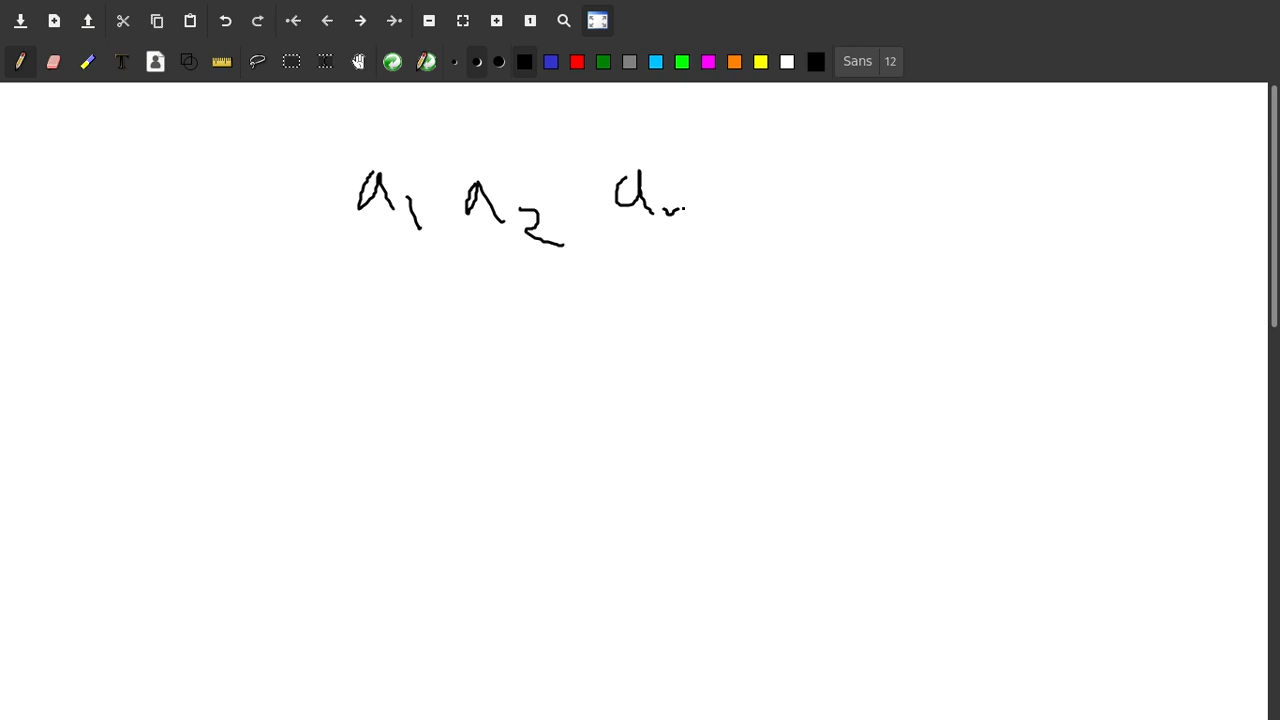 Sans 12
a₁ a₂